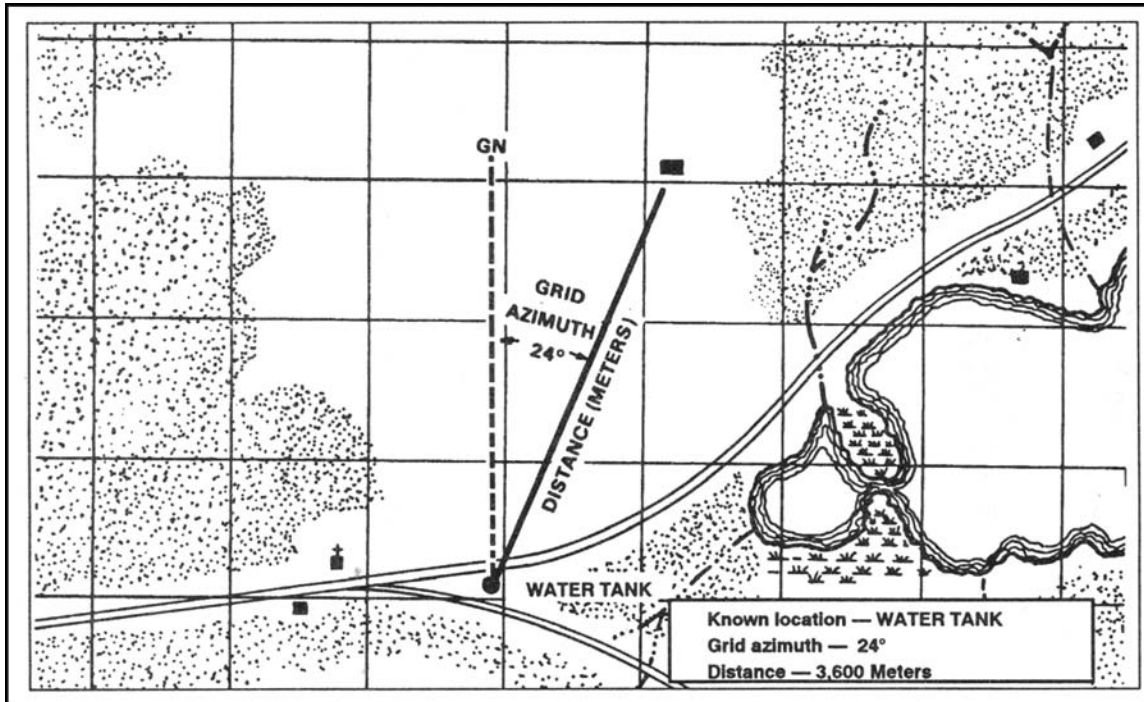 GN
GRID
AZIMUTH
24°
DISTANCE (METERS)
WATER TANK
Known location — WATER TANK
Grid azimuth — 24°
Distance — 3,600 Meters